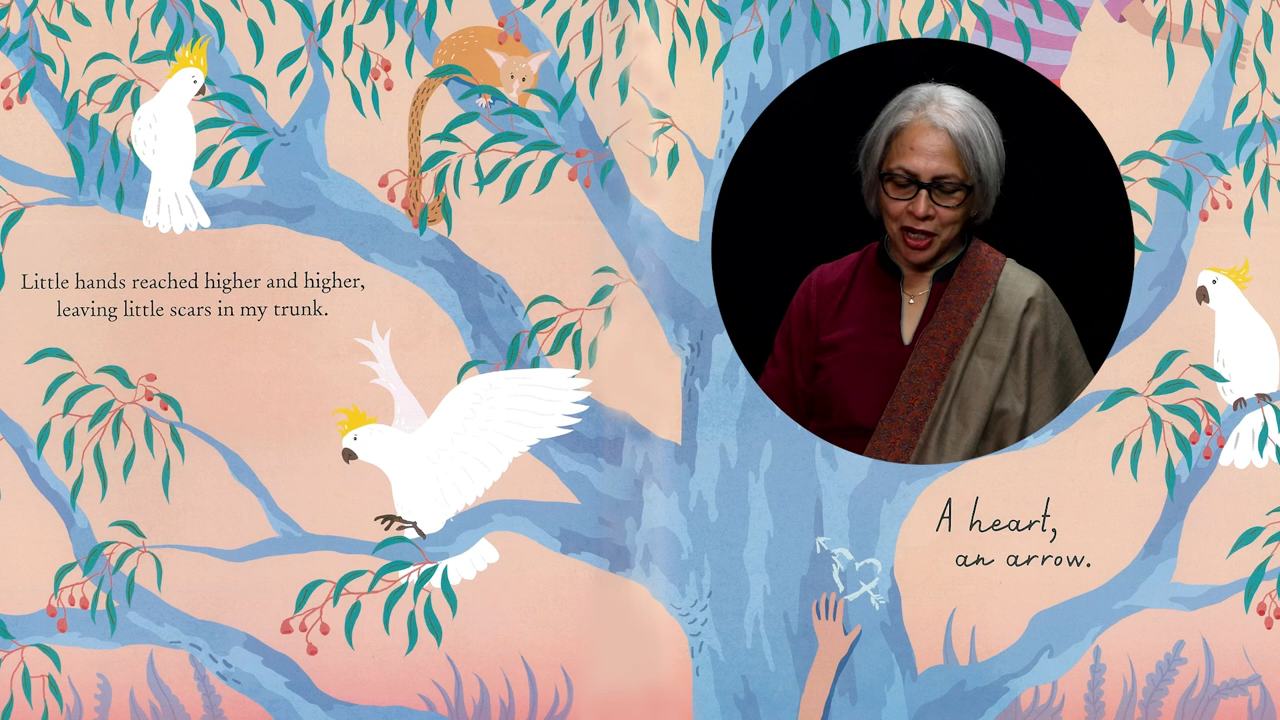 Little hands reached higher and higher,
leaving little scars in my trunk.
A heart,
an arrow.